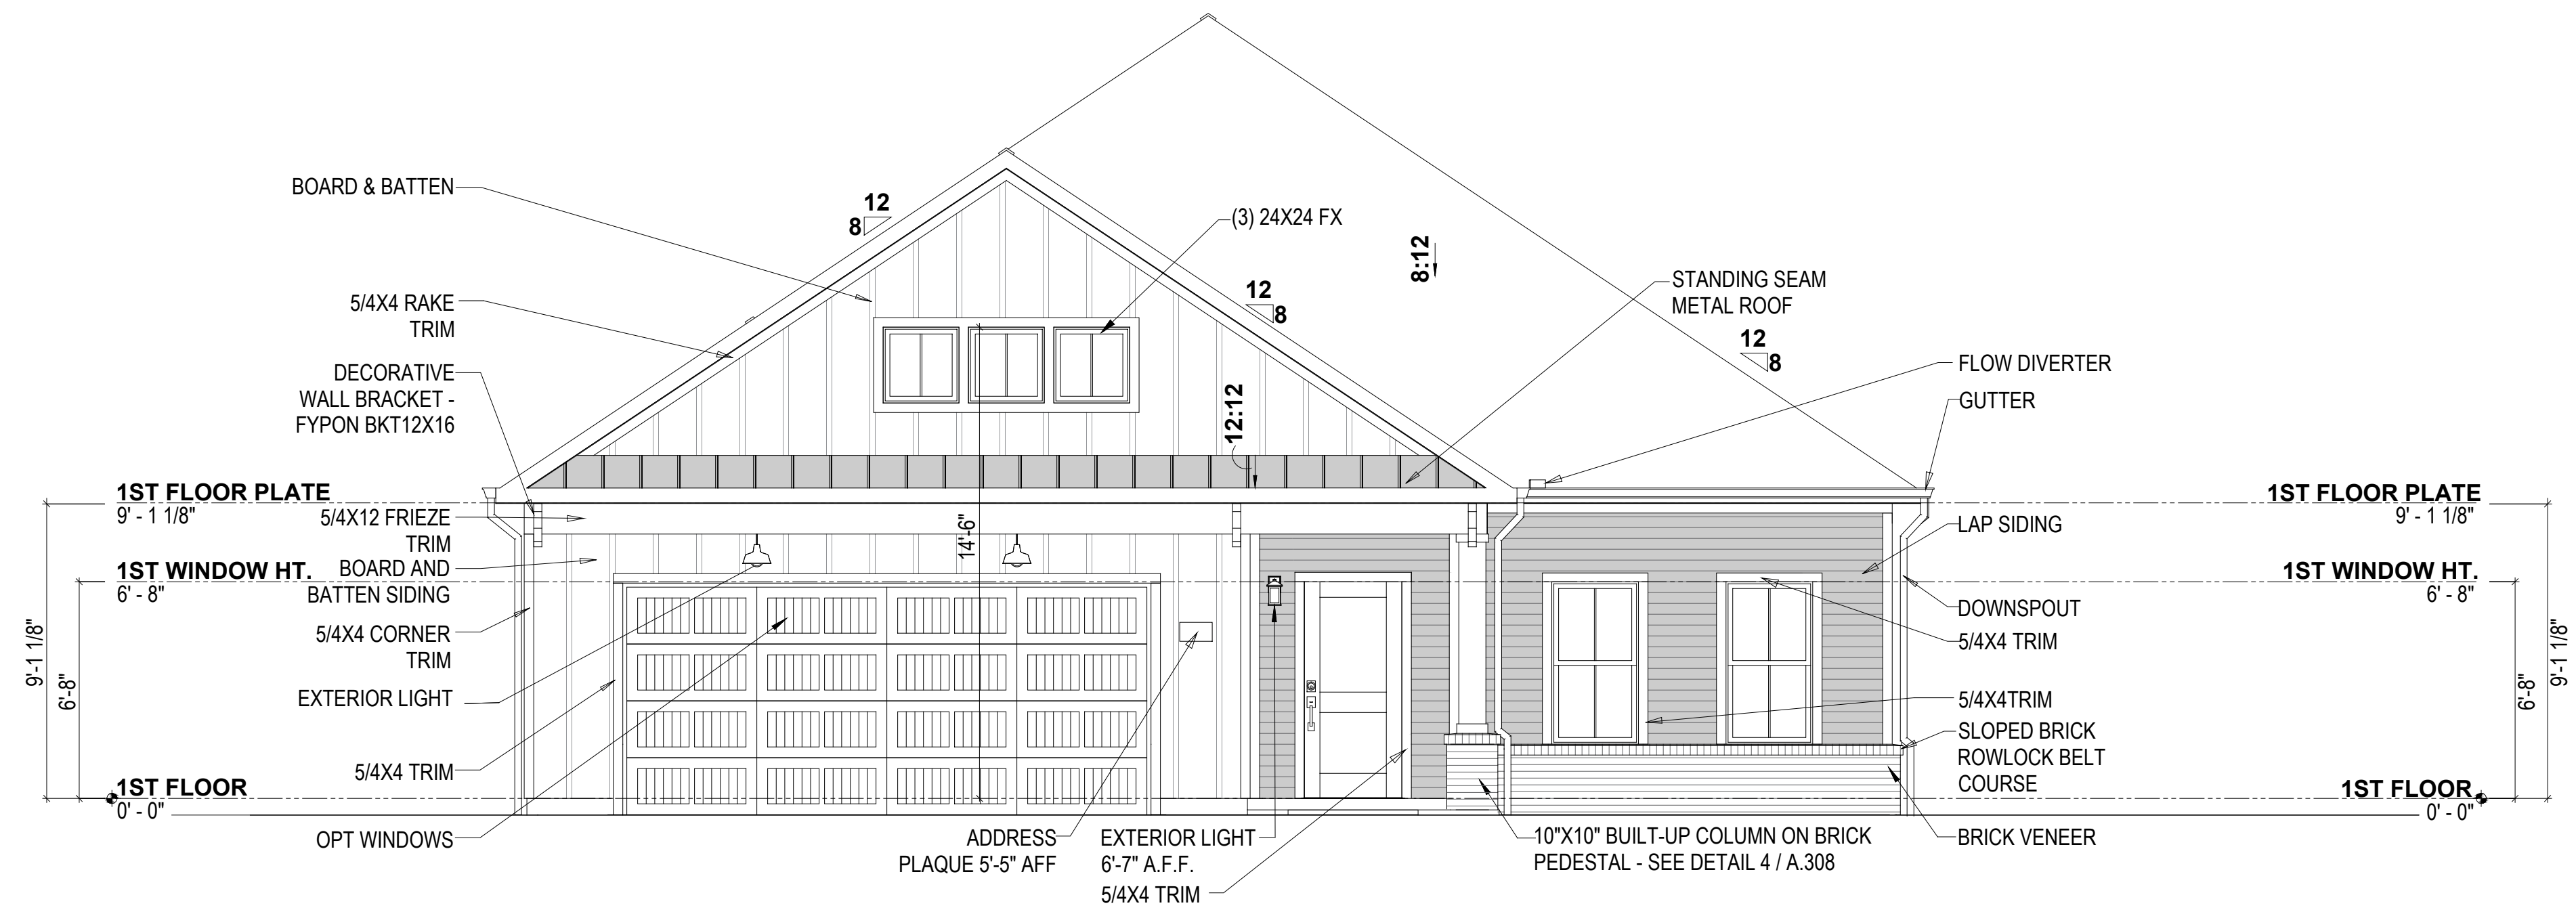 BOARD & BATTEN
5/4X4 RAKE
TRIM
DECORATIVE
WALL BRACKET -
FYPON BKT12X16
1ST FLOOR PLATE
9' - 1 1/8"
5/4X12 FRIEZE
TRIM
1ST WINDOW HT.
6' - 8"
BOARD AND
BATTEN SIDING
5/4X4 CORNER
TRIM
EXTERIOR LIGHT
5/4X4 TRIM
1ST FLOOR
0' - 0"
OPT WINDOWS
9'-1 1/8"
6'-8"
12
8
(3) 24X24 FX
12
8
8:12
12:12
14'-6"
12
8
STANDING SEAM
METAL ROOF
FLOW DIVERTER
GUTTER
1ST FLOOR PLATE
9' - 1 1/8"
LAP SIDING
1ST WINDOW HT.
6' - 8"
DOWNSPOUT
5/4X4 TRIM
5/4X4TRIM
SLOPED BRICK
ROWLOCK BELT
COURSE
1ST FLOOR
0' - 0"
BRICK VENEER
6'-8"
9'-1 1/8"
ADDRESS
PLAQUE 5'-5" AFF
EXTERIOR LIGHT
6'-7" A.F.F.
5/4X4 TRIM
10"X10" BUILT-UP COLUMN ON BRICK
PEDESTAL - SEE DETAIL 4 / A.308